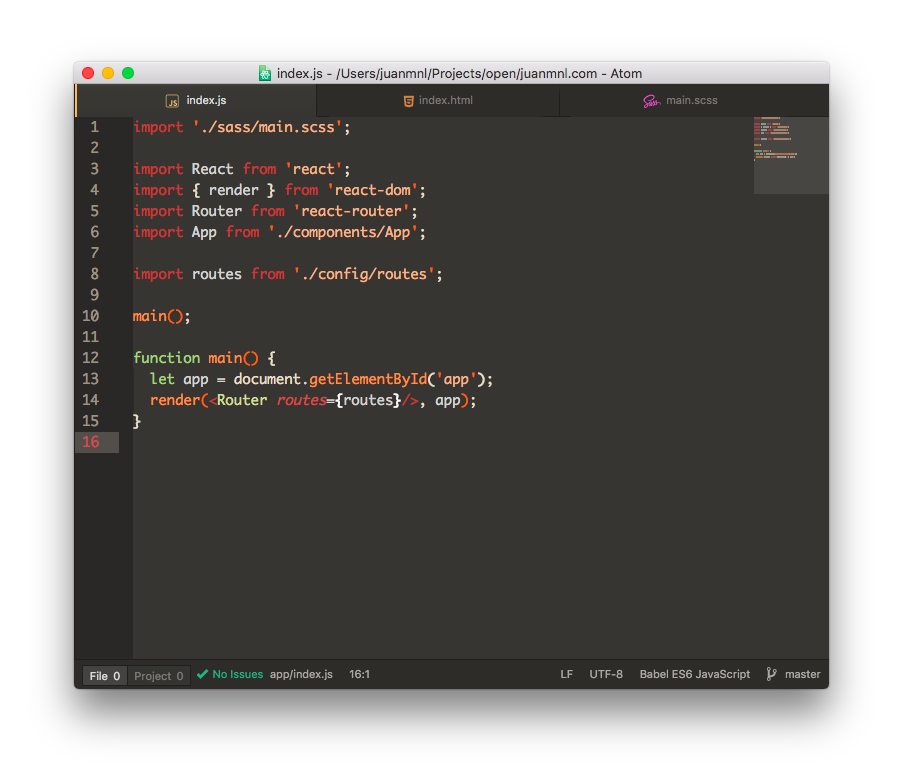 index.js - /Users/juanmnl/Projects/open/juanmnl.com - Atom
JS index.js index.html Sass main.scss
1 import './sass/main.scss';
2
3 import React from 'react';
4 import { render } from 'react-dom';
5 import Router from 'react-router';
6 import App from './components/App';
7
8 import routes from './config/routes';
9
10 main();
11
12 function main() {
13   let app = document.getElementById('app');
14   render(<Router routes={routes}/>, app);
15 }
16
File 0 Project 0 No Issues app/index.js 16:1 LF UTF-8 Babel ES6 JavaScript master